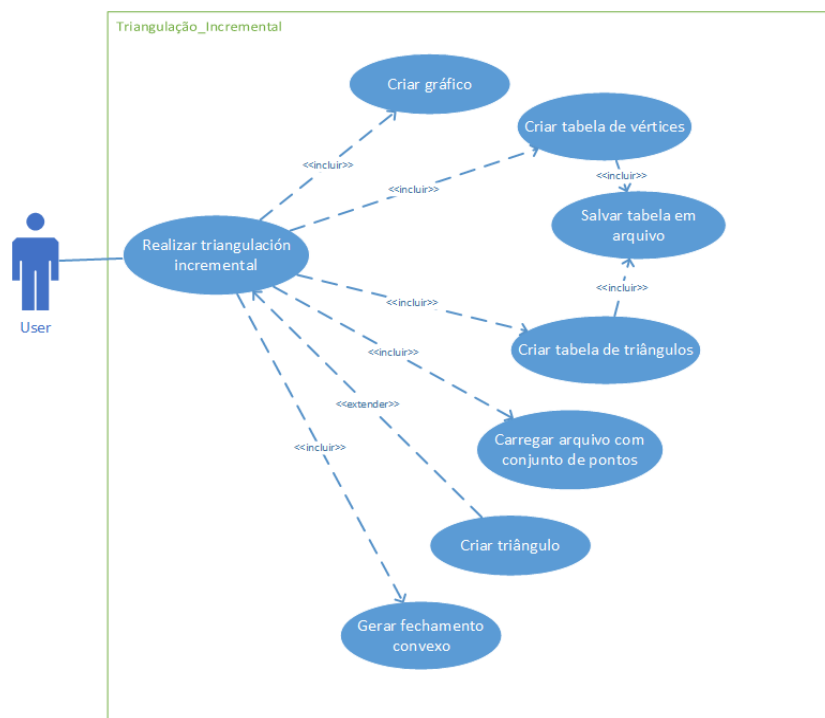 Triangulação_Incremental
Criar gráfico
Criar tabela de vértices
<<incluir>>
<<incluir>>
<<incluir>>
Salvar tabela em
arquivo
Realizar triangulación
incremental
User
<<incluir>>
<<incluir>>
Criar tabela de triângulos
<<incluir>>
<<extender>>
Carregar arquivo com
conjunto de pontos
<<incluir>>
Criar triângulo
Gerar fechamento
convexo